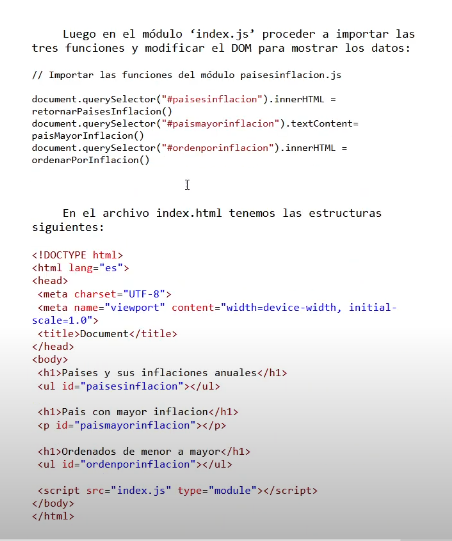 Luego en el módulo ‘index.js’ proceder a importar las
tres funciones y modificar el DOM para mostrar los datos:
// Importar las funciones del módulo paisesinflacion.js
document.querySelector("#paisesinflacion").innerHTML =
retornarPaisesInflacion()
document.querySelector("#paismayorinflacion").textContent=
paisMayorInflacion()
document.querySelector("#ordenporinflacion").innerHTML =
ordenarPorInflacion()
En el archivo index.html tenemos las estructuras
siguientes:
<!DOCTYPE html>
<html lang="es">
<head>
<meta charset="UTF-8">
<meta name="viewport" content="width=device-width, initial-
scale=1.0">
<title>Document</title>
</head>
<body>
<h1>Paises y sus inflaciones anuales</h1>
<ul id="paisesinflacion"></ul>
<h1>Pais con mayor inflacion</h1>
<p id="paismayorinflacion"></p>
<h1>Ordenados de menor a mayor</h1>
<ul id="ordenporinflacion"></ul>
<script src="index.js" type="module"></script>
</body>
</html>